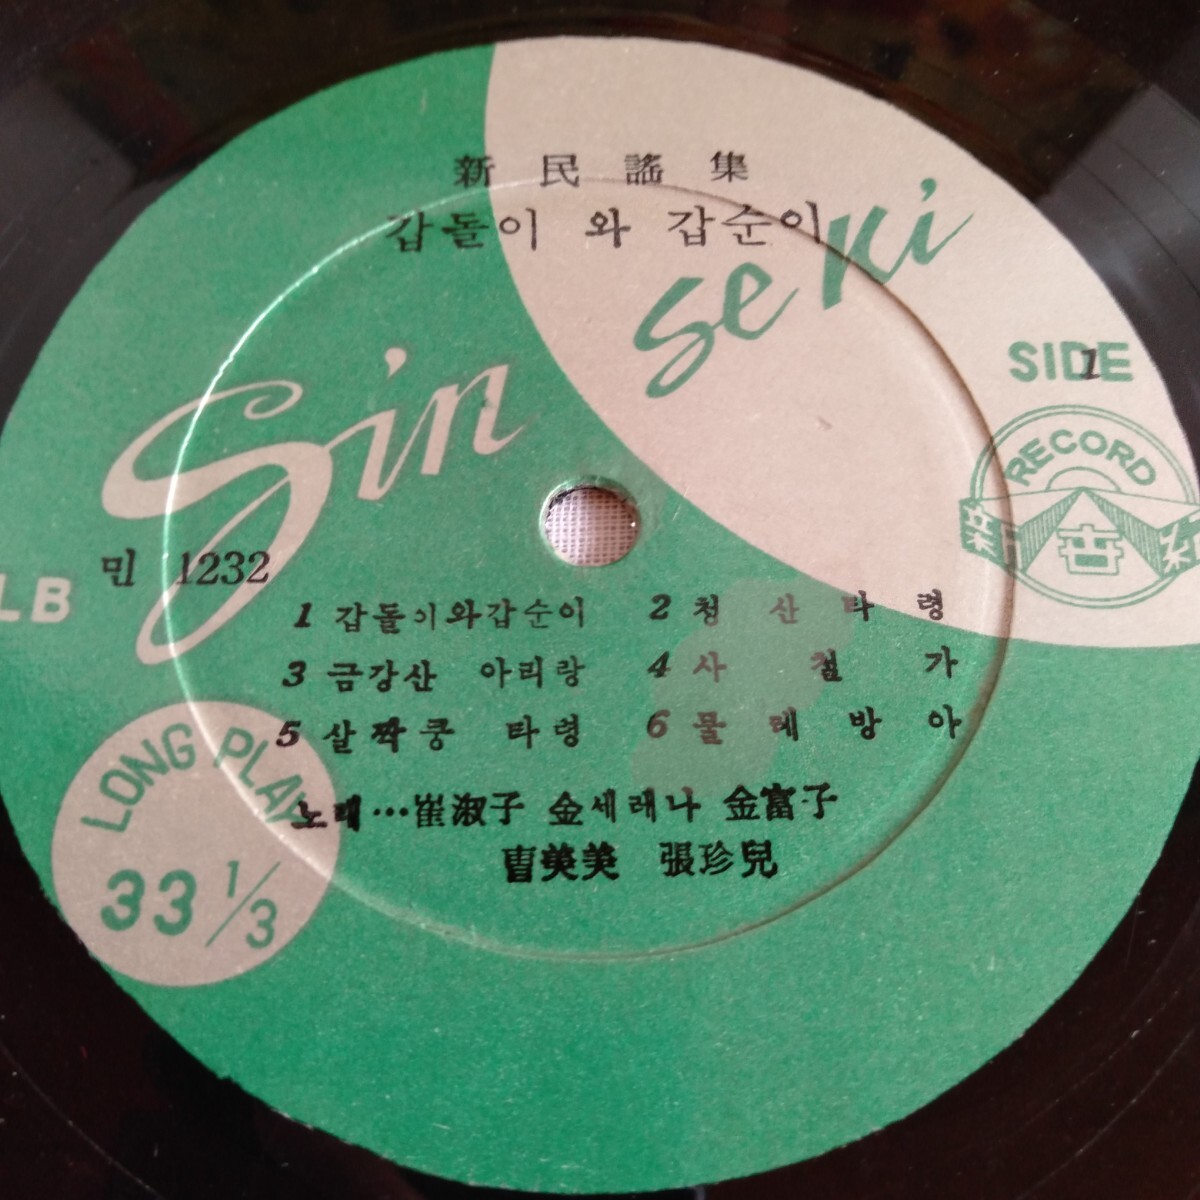 新民謠集
갑돌이 와 갑순이
Sin seki
SIDE 1
RECORD
世
민 1232
LB
1 갑돌이와갑순이 2 청산타령
3 금강산 아리랑 4 사철가
5 살짝쿵 타령 6 물레방아
LONG PLAY
33 1/3
노래…崔淑子 金세레나 金富子
曺美美 張珍兒